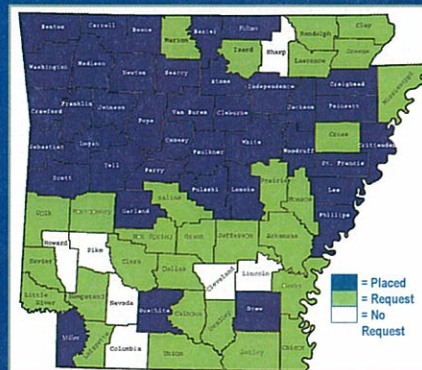 Benton Carroll Boone Baxter Fulton Randolph Clay
Marion
Izard Sharp
Greene
Lawrence
Washington Madison
Newton Searcy
Stone Independence
Craighead Mississippi
Crawford Franklin Johnson
Van Buren Cleburne
Jackson Poinsett
Pope
Cross Crittenden
Sebastian Logan
Conway
Faulkner
White
Woodruff
St. Francis
Yell
Perry
Scott
Pulaski Lonoke
Prairie
Monroe
Lee
Phillips
Saline
Garland
Polk Montgomery
Hot Spring Grant Jefferson Arkansas
Howard
Pike
Clark
Sevier
Dallas
Cleveland Lincoln
Little
River
Hempstead
Nevada
Ouachita
Calhoun
Drew
Bradley
Miller
Lafayette
Columbia
Union
Ashley
Chicot
= Placed
= Request
= No
Request